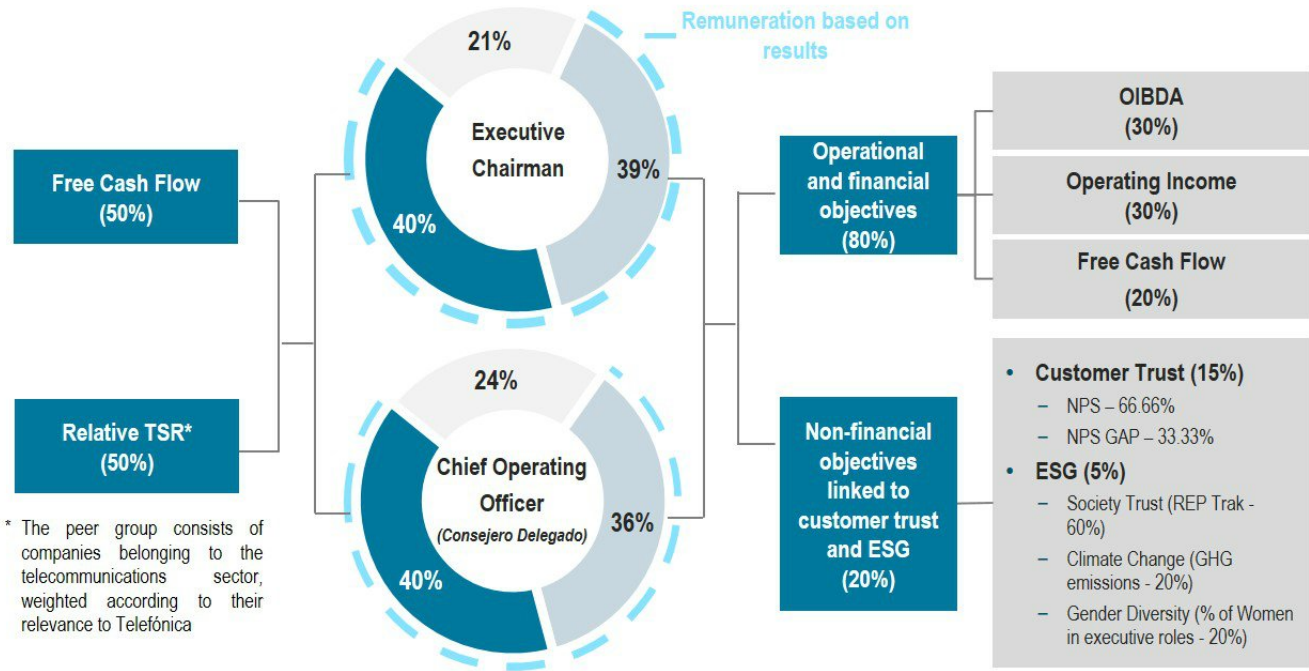 Remuneration based on
results
21%
Executive
Chairman
39%
40%
Free Cash Flow
(50%)
Relative TSR*
(50%)
* The peer group consists of
companies belonging to the
telecommunications sector,
weighted according to their
relevance to Telefónica
24%
Chief Operating
Officer
(Consejero Delegado)
36%
40%
Operational
and financial
objectives
(80%)
OIBDA
(30%)
Operating Income
(30%)
Free Cash Flow
(20%)
Non-financial
objectives
linked to
customer trust
and ESG
(20%)
• Customer Trust (15%)
– NPS – 66.66%
– NPS GAP – 33.33%
• ESG (5%)
– Society Trust (REP Trak -
60%)
– Climate Change (GHG
emissions - 20%)
– Gender Diversity (% of Women
in executive roles - 20%)